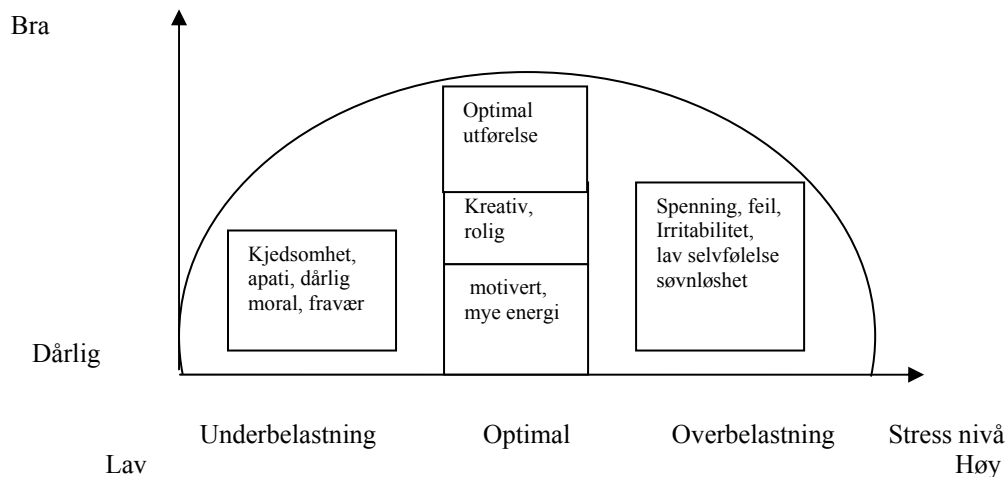 Bra
Optimal
utførelse
Kreativ,
rolig
Spenning, feil,
Irritabilitet,
lav selvfølelse
søvnløshet
Kjedsomhet,
apati, dårlig
moral, fravær
motivert,
mye energi
Dårlig
Underbelastning Optimal Overbelastning Stress nivå
Lav Høy